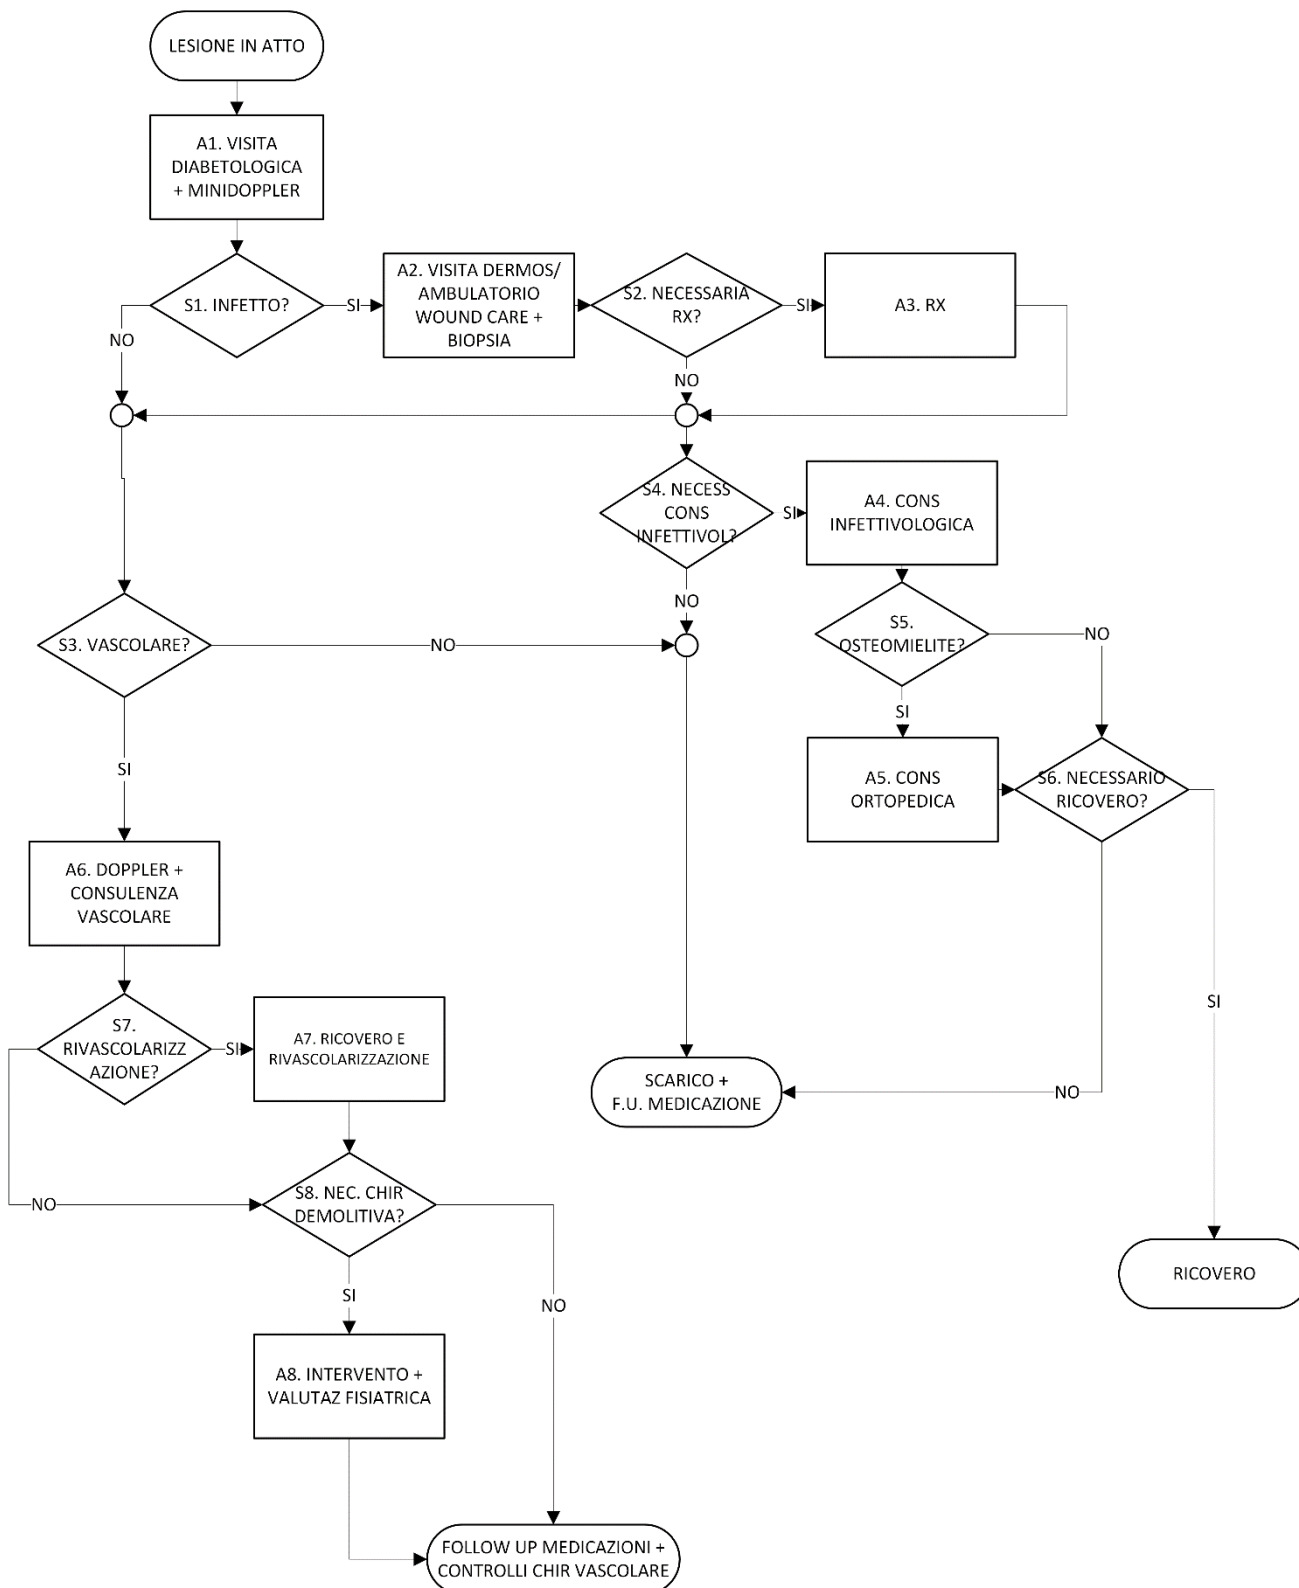 LESIONE IN ATTO
A1. VISITA
DIABETOLOGICA
+ MINIDOPPLER
S1. INFETTO?
SI
A2. VISITA DERMOS/
AMBULATORIO
WOUND CARE +
BIOPSIA
S2. NECESSARIA
RX?
SI
A3. RX
NO
NO
S4. NECESS
CONS
INFETTIVOL?
SI
A4. CONS
INFETTIVOLOGICA
NO
S3. VASCOLARE?
NO
S5.
OSTEOMIELITE?
NO
SI
SI
A5. CONS
ORTOPEDICA
S6. NECESSARIO
RICOVERO?
A6. DOPPLER +
CONSULENZA
VASCOLARE
SI
S7.
RIVASCOLARIZZ
AZIONE?
SI
A7. RICOVERO E
RIVASCOLARIZZAZIONE
SCARICO +
F.U. MEDICAZIONE
NO
NO
S8. NEC. CHIR
DEMOLITIVA?
SI
NO
RICOVERO
A8. INTERVENTO +
VALUTAZ FISIATRICA
FOLLOW UP MEDICAZIONI +
CONTROLLI CHIR VASCOLARE